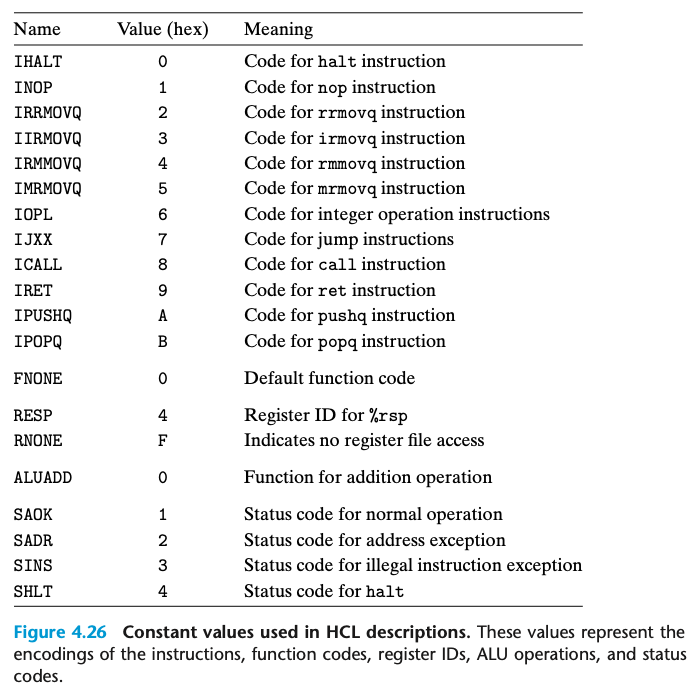 Name Value (hex) Meaning
IHALT 0 Code for halt instruction
INOP 1 Code for nop instruction
IRRMOVQ 2 Code for rrmovq instruction
IIRMOVQ 3 Code for irmovq instruction
IRMMOVQ 4 Code for rmmovq instruction
IMRMOVQ 5 Code for mrmovq instruction
IOPL 6 Code for integer operation instructions
IJXX 7 Code for jump instructions
ICALL 8 Code for call instruction
IRET 9 Code for ret instruction
IPUSHQ A Code for pushq instruction
IPOPQ B Code for popq instruction
FNONE 0 Default function code
RESP 4 Register ID for %rsp
RNONE F Indicates no register file access
ALUADD 0 Function for addition operation
SAOK 1 Status code for normal operation
SADR 2 Status code for address exception
SINS 3 Status code for illegal instruction exception
SHLT 4 Status code for halt
Figure 4.26 Constant values used in HCL descriptions. These values represent the
encodings of the instructions, function codes, register IDs, ALU operations, and status
codes.